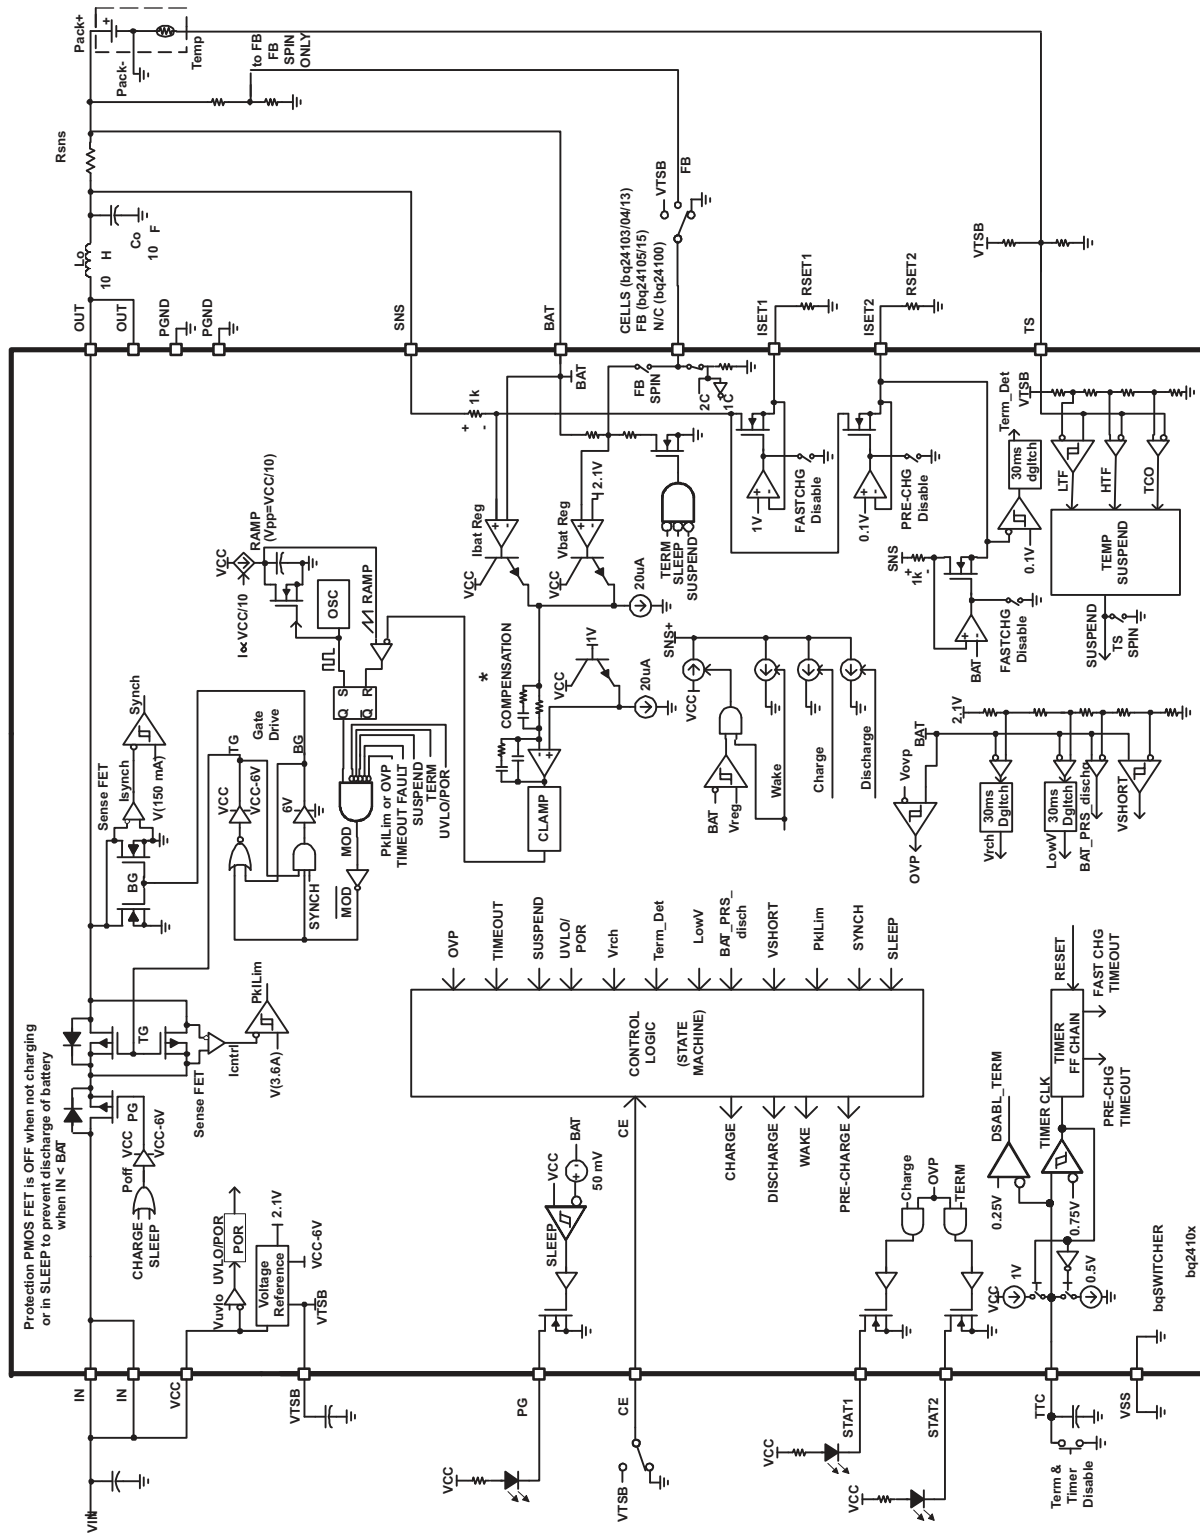 Protection PMOS FET is OFF when not charging
or in SLEEP to prevent discharge of battery
when IN < BAT
VIN
IN
IN
VCC
VTSB
PG
VCC
CE
VTSB
VCC
STAT1
VCC
STAT2
TTC
Term &
Timer
Disable
VSS
CHARGE
SLEEP
Poff
VCC
VCC-6V
PG
Vuvlo
UVLO/POR
POR
Voltage
Reference
2.1V
VCC-6V
VTSB
TG
Sense FET
Icntrl
V(3.6A)
PkILim
Sense FET
BG
Isynch
V(150 mA)
Synch
VCC
TG
VCC-6V
Gate
Drive
6V
BG
SYNCH
MOD
MOD
PkILim or OVP
TIMEOUT FAULT
SUSPEND
TERM
UVLO/POR
Q
S
Q
R
OSC
RAMP
I∝VCC/10
VCC
RAMP
(Vpp=VCC/10)
OUT
OUT
PGND
PGND
SNS
BAT
Lo
10 H
Co
10 F
Rsns
Pack+
+
Pack-
Temp
to FB
FB
SPIN
ONLY
CELLS (bq24103/04/13)
FB (bq24105/15)
N/C (bq24100)
VTSB
FB
ISET1
RSET1
ISET2
RSET2
TS
VTSB
+ 1k -
BAT
Ibat Reg
+
-
VCC
Vbat Reg
+
-
2.1V
VCC
20uA
TERM
SLEEP
SUSPEND
FB
SPIN
2C
1C
*
COMPENSATION
VCC
1V
20uA
-
+
CLAMP
1V
+
-
FASTCHG
Disable
0.1V
+
-
PRE-CHG
Disable
SNS+
VCC
BAT
Vreg
Wake
Charge
Discharge
SNS
+
1k
-
BAT
+
-
FASTCHG
Disable
0.1V
30ms
dgltch
Term_Det
VTSB
LTF
HTF
TCO
TEMP
SUSPEND
SUSPEND
TS
SPIN
BAT
2.1V
Vovp
OVP
30ms
Dgltch
Vrch
30ms
Dgltch
LowV
BAT_PRS_dischg
VSHORT
OVP
TIMEOUT
SUSPEND
UVLO/
POR
Vrch
Term_Det
LowV
BAT_PRS_
disch
VSHORT
PkILim
SYNCH
SLEEP
CONTROL
LOGIC
(STATE
MACHINE)
CE
CHARGE
DISCHARGE
WAKE
PRE-CHARGE
SLEEP
VCC
BAT
+
-
50 mV
Charge
OVP
TERM
VCC
1V
0.5V
0.25V
DSABL_TERM
0.75V
TIMER CLK
TIMER
FF CHAIN
RESET
FAST CHG
TIMEOUT
PRE-CHG
TIMEOUT
bqSWITCHER
bq2410x